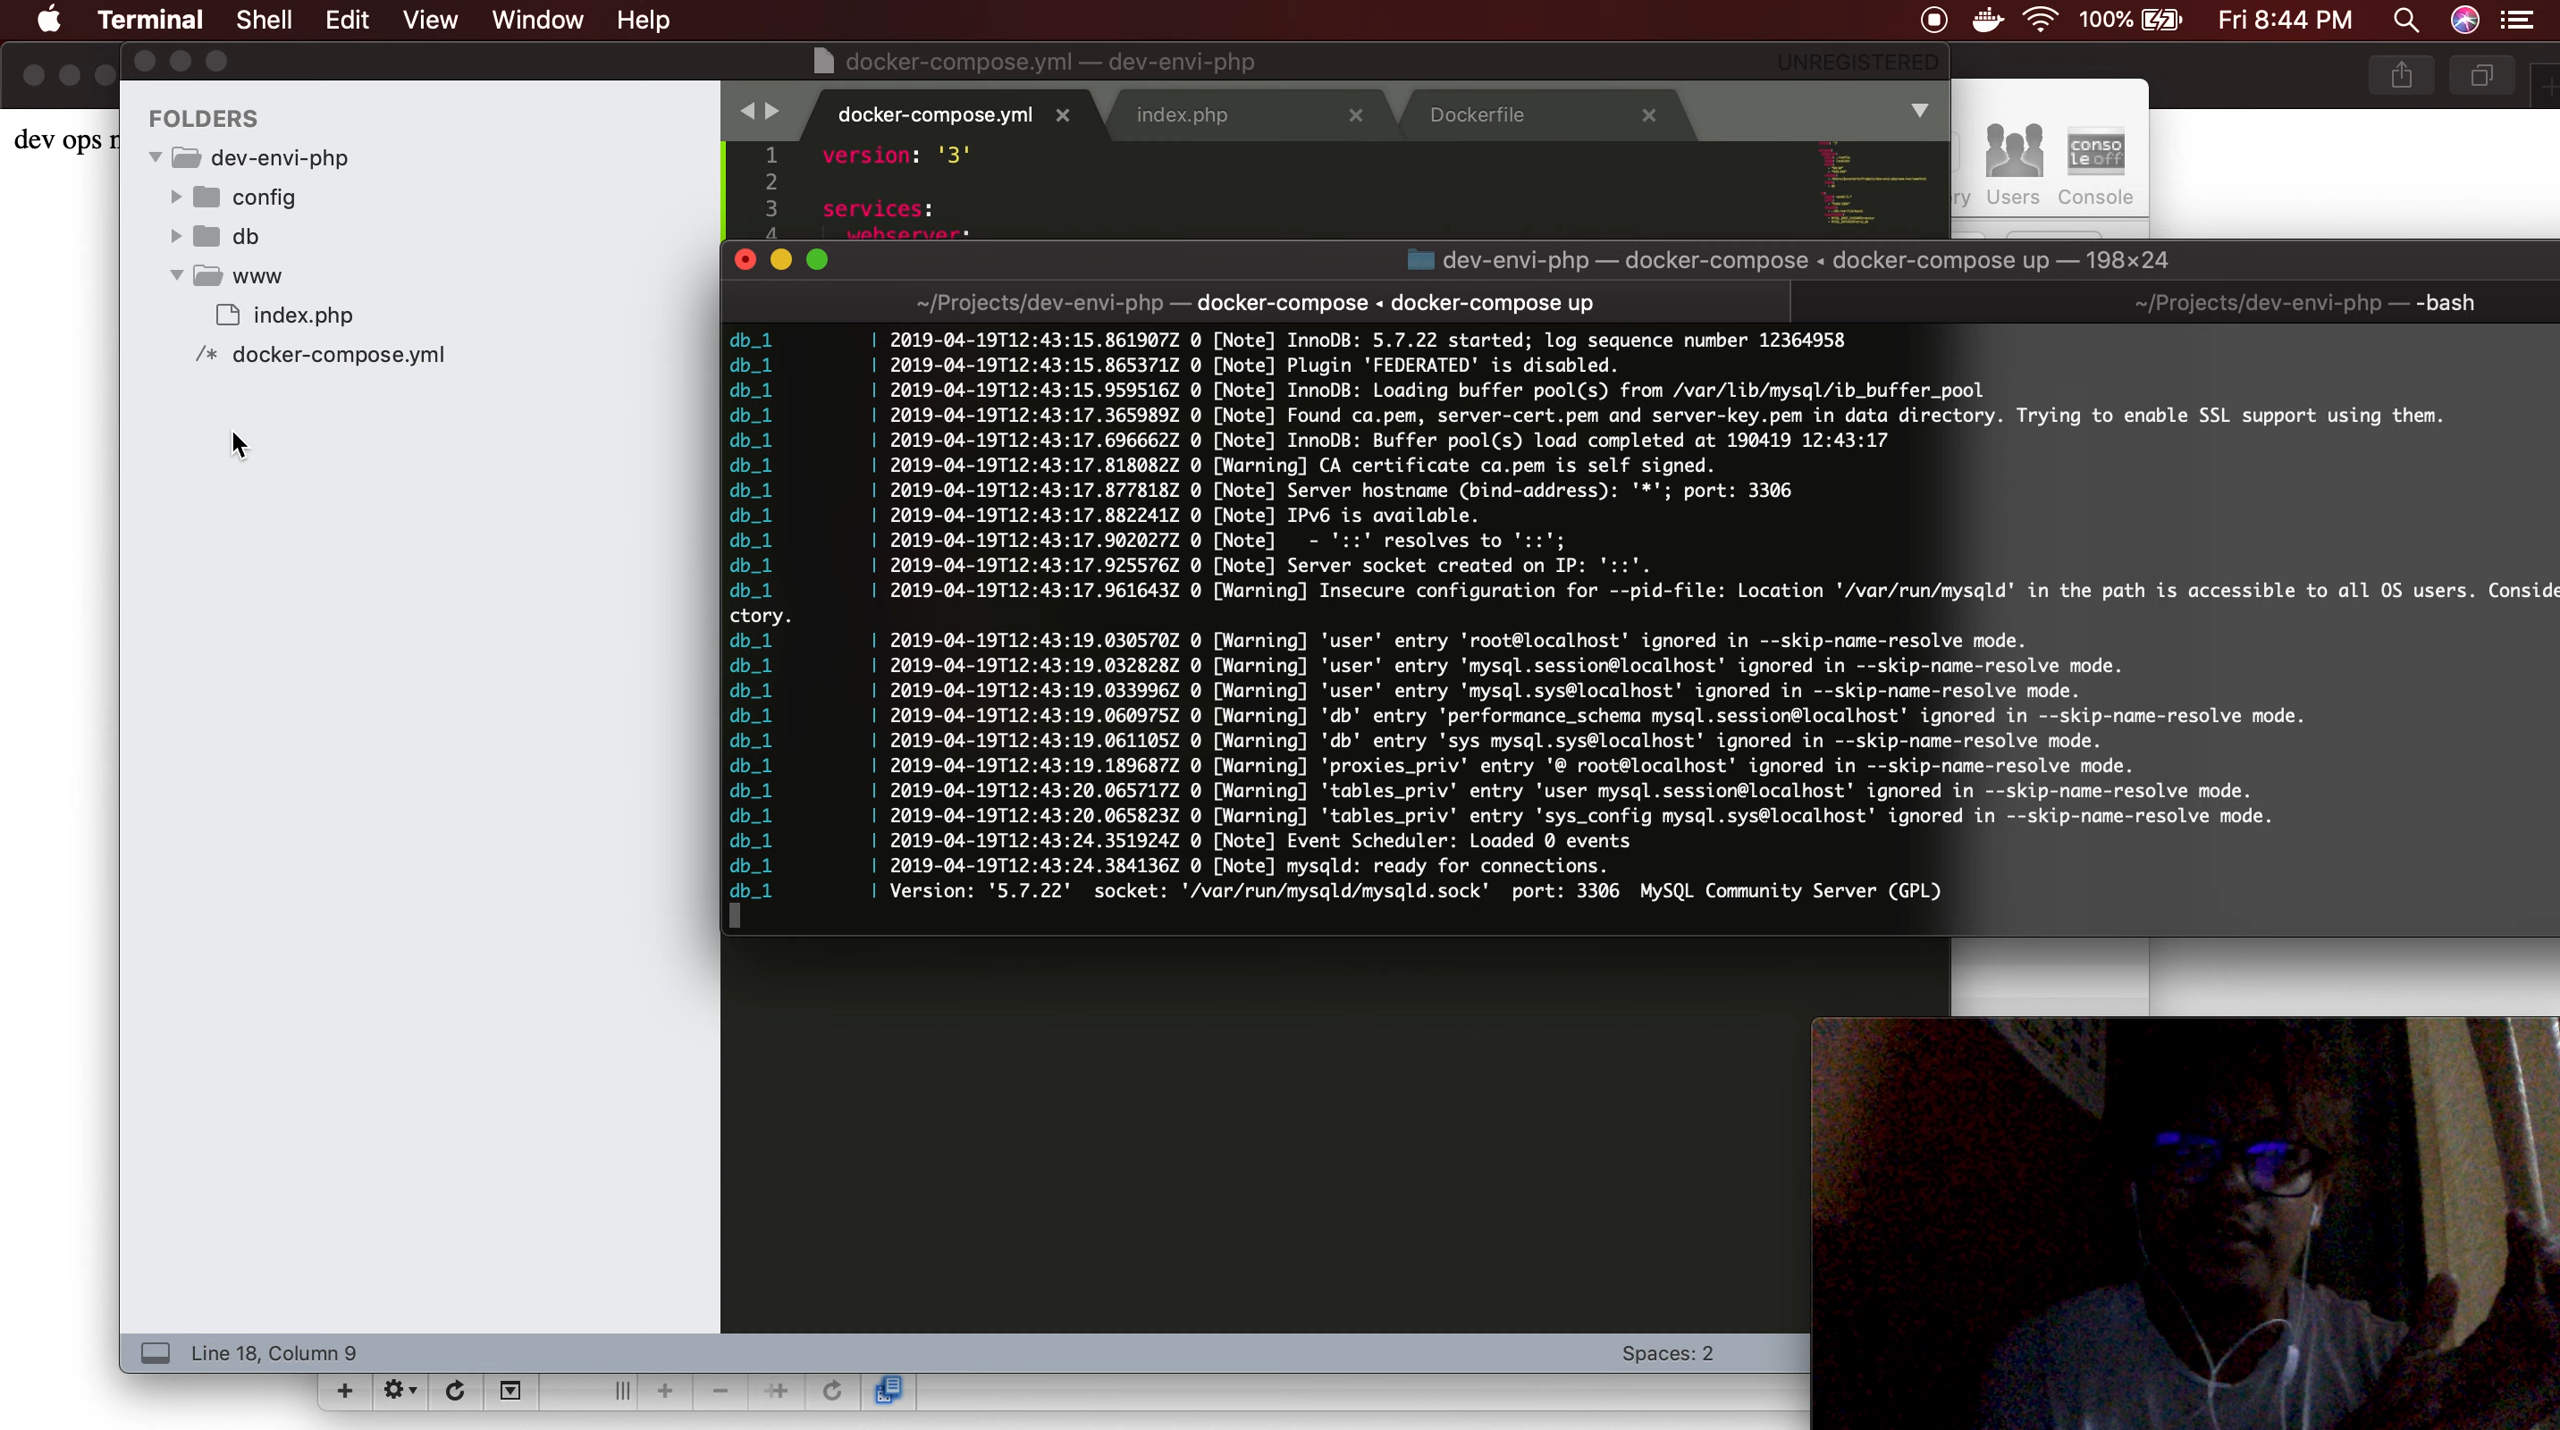 Terminal Shell Edit View Window Help
100% Fri 8:44 PM
docker-compose.yml — dev-envi-php
UNREGISTERED
dev ops
FOLDERS
dev-envi-php
config
db
www
index.php
/* docker-compose.yml
docker-compose.yml × index.php × Dockerfile ×
1 version: '3'
2
3 services:
4 webserver:
conso
le off
ry Users Console
dev-envi-php — docker-compose ◂ docker-compose up — 198×24
~/Projects/dev-envi-php — docker-compose ◂ docker-compose up
~/Projects/dev-envi-php — -bash
db_1 | 2019-04-19T12:43:15.861907Z 0 [Note] InnoDB: 5.7.22 started; log sequence number 12364958
db_1 | 2019-04-19T12:43:15.865371Z 0 [Note] Plugin 'FEDERATED' is disabled.
db_1 | 2019-04-19T12:43:15.959516Z 0 [Note] InnoDB: Loading buffer pool(s) from /var/lib/mysql/ib_buffer_pool
db_1 | 2019-04-19T12:43:17.365989Z 0 [Note] Found ca.pem, server-cert.pem and server-key.pem in data directory. Trying to enable SSL support using them.
db_1 | 2019-04-19T12:43:17.696662Z 0 [Note] InnoDB: Buffer pool(s) load completed at 190419 12:43:17
db_1 | 2019-04-19T12:43:17.818082Z 0 [Warning] CA certificate ca.pem is self signed.
db_1 | 2019-04-19T12:43:17.877818Z 0 [Note] Server hostname (bind-address): '*'; port: 3306
db_1 | 2019-04-19T12:43:17.882241Z 0 [Note] IPv6 is available.
db_1 | 2019-04-19T12:43:17.902027Z 0 [Note] - '::' resolves to '::';
db_1 | 2019-04-19T12:43:17.925576Z 0 [Note] Server socket created on IP: '::'.
db_1 | 2019-04-19T12:43:17.961643Z 0 [Warning] Insecure configuration for --pid-file: Location '/var/run/mysqld' in the path is accessible to all OS users. Conside
ctory.
db_1 | 2019-04-19T12:43:19.030570Z 0 [Warning] 'user' entry 'root@localhost' ignored in --skip-name-resolve mode.
db_1 | 2019-04-19T12:43:19.032828Z 0 [Warning] 'user' entry 'mysql.session@localhost' ignored in --skip-name-resolve mode.
db_1 | 2019-04-19T12:43:19.033996Z 0 [Warning] 'user' entry 'mysql.sys@localhost' ignored in --skip-name-resolve mode.
db_1 | 2019-04-19T12:43:19.060975Z 0 [Warning] 'db' entry 'performance_schema mysql.session@localhost' ignored in --skip-name-resolve mode.
db_1 | 2019-04-19T12:43:19.061105Z 0 [Warning] 'db' entry 'sys mysql.sys@localhost' ignored in --skip-name-resolve mode.
db_1 | 2019-04-19T12:43:19.189687Z 0 [Warning] 'proxies_priv' entry '@ root@localhost' ignored in --skip-name-resolve mode.
db_1 | 2019-04-19T12:43:20.065717Z 0 [Warning] 'tables_priv' entry 'user mysql.session@localhost' ignored in --skip-name-resolve mode.
db_1 | 2019-04-19T12:43:20.065823Z 0 [Warning] 'tables_priv' entry 'sys_config mysql.sys@localhost' ignored in --skip-name-resolve mode.
db_1 | 2019-04-19T12:43:24.351924Z 0 [Note] Event Scheduler: Loaded 0 events
db_1 | 2019-04-19T12:43:24.384136Z 0 [Note] mysqld: ready for connections.
db_1 | Version: '5.7.22' socket: '/var/run/mysqld/mysqld.sock' port: 3306 MySQL Community Server (GPL)
Line 18, Column 9
Spaces: 2